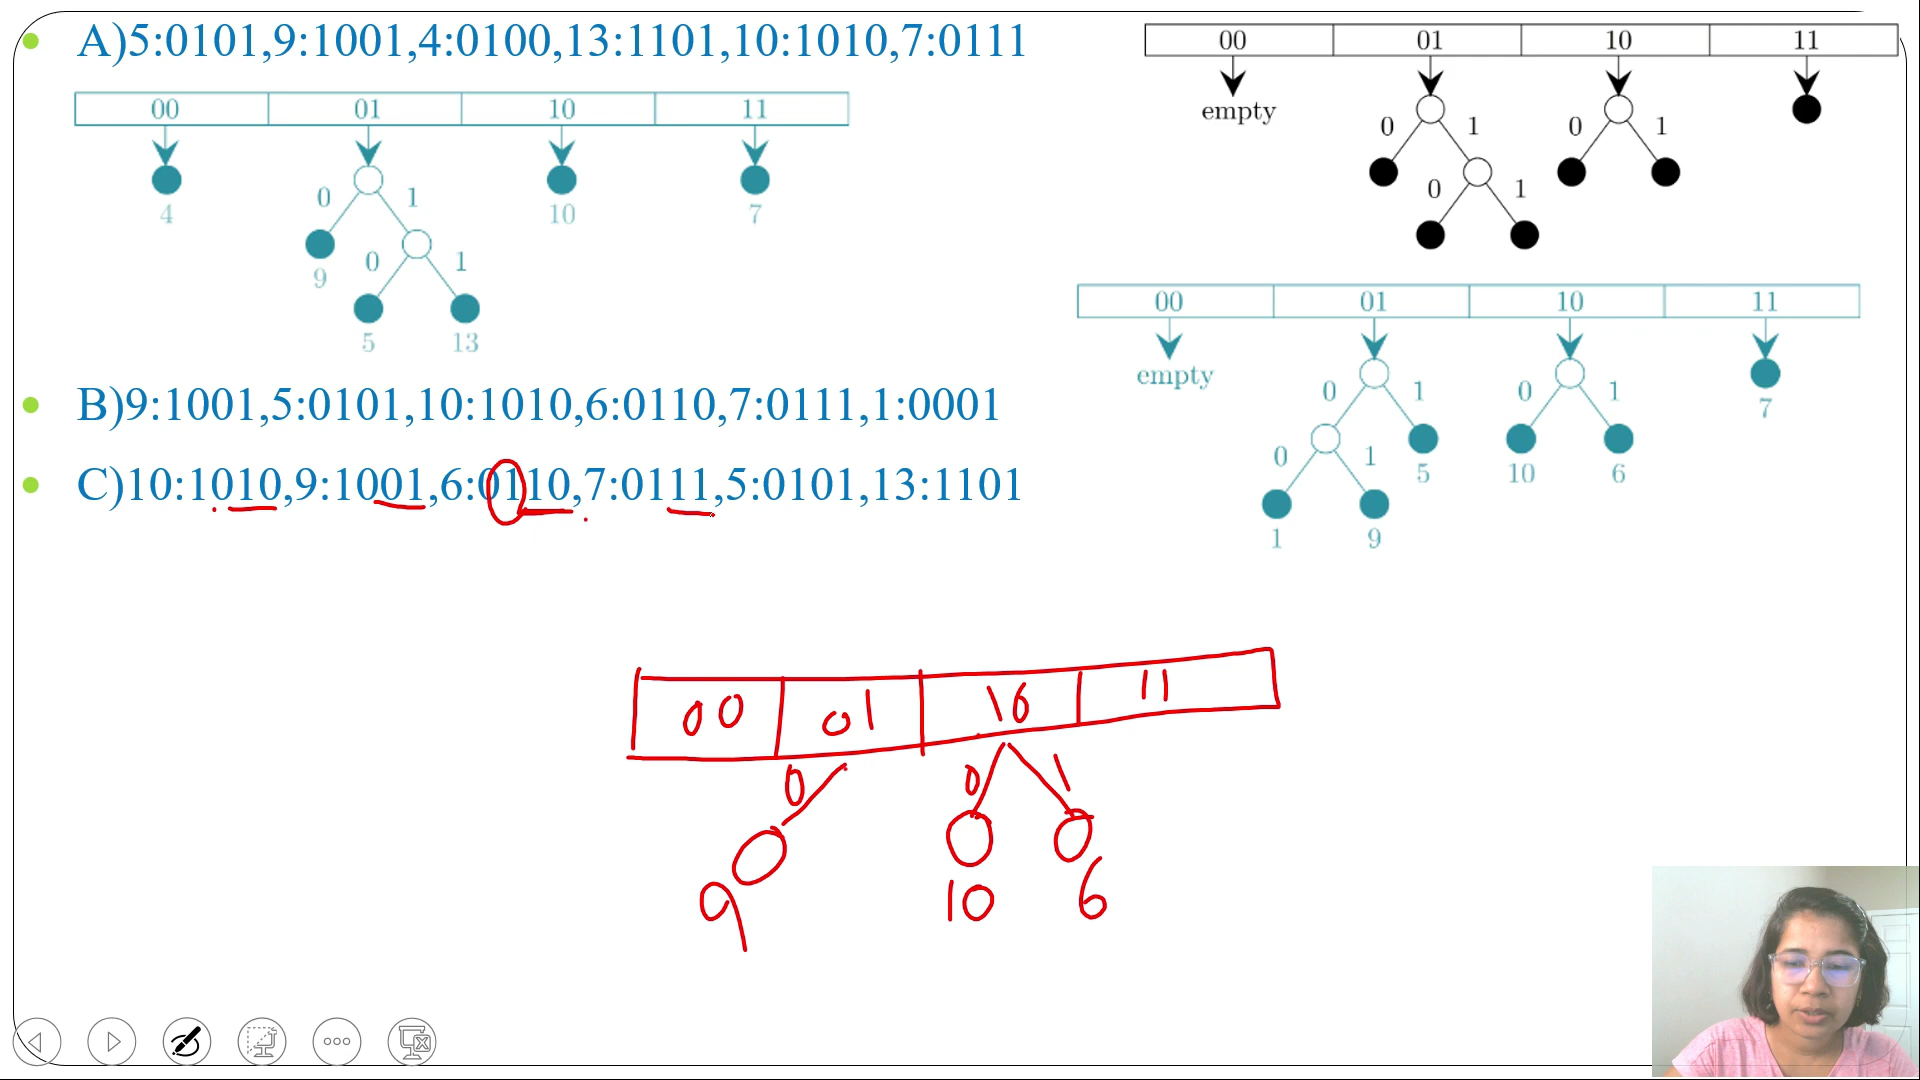 A)5:0101,9:1001,4:0100,13:1101,10:1010,7:0111
00 01 10 11
4 10 7
0 1
9
0 1
5 13
00 01 10 11
empty
0 1 0 1
0 1
B)9:1001,5:0101,10:1010,6:0110,7:0111,1:0001
C)10:1010,9:1001,6:0110,7:0111,5:0101,13:1101
00 01 10 11
empty
0 1 0 1
7
0 1
5 10 6
1 9
00 01 10 11
0 0 1
9 10 6